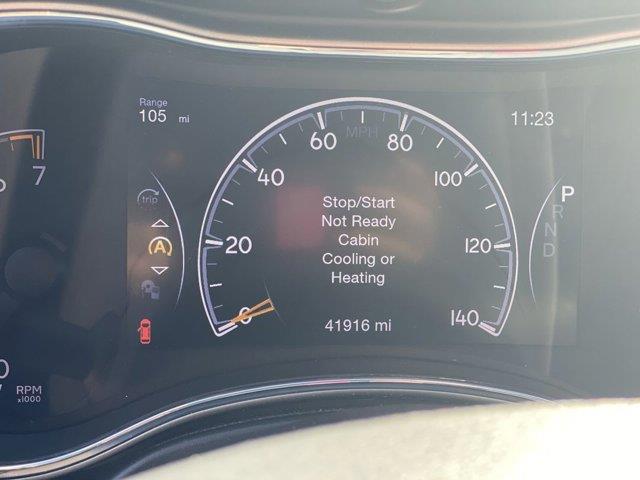 Range
105 mi
11:23
MPH
60
80
40
100
20
120
0
140
7
trip
A
Stop/Start
Not Ready
Cabin
Cooling or
Heating
41916 mi
P
R
N
D
RPM
x1000